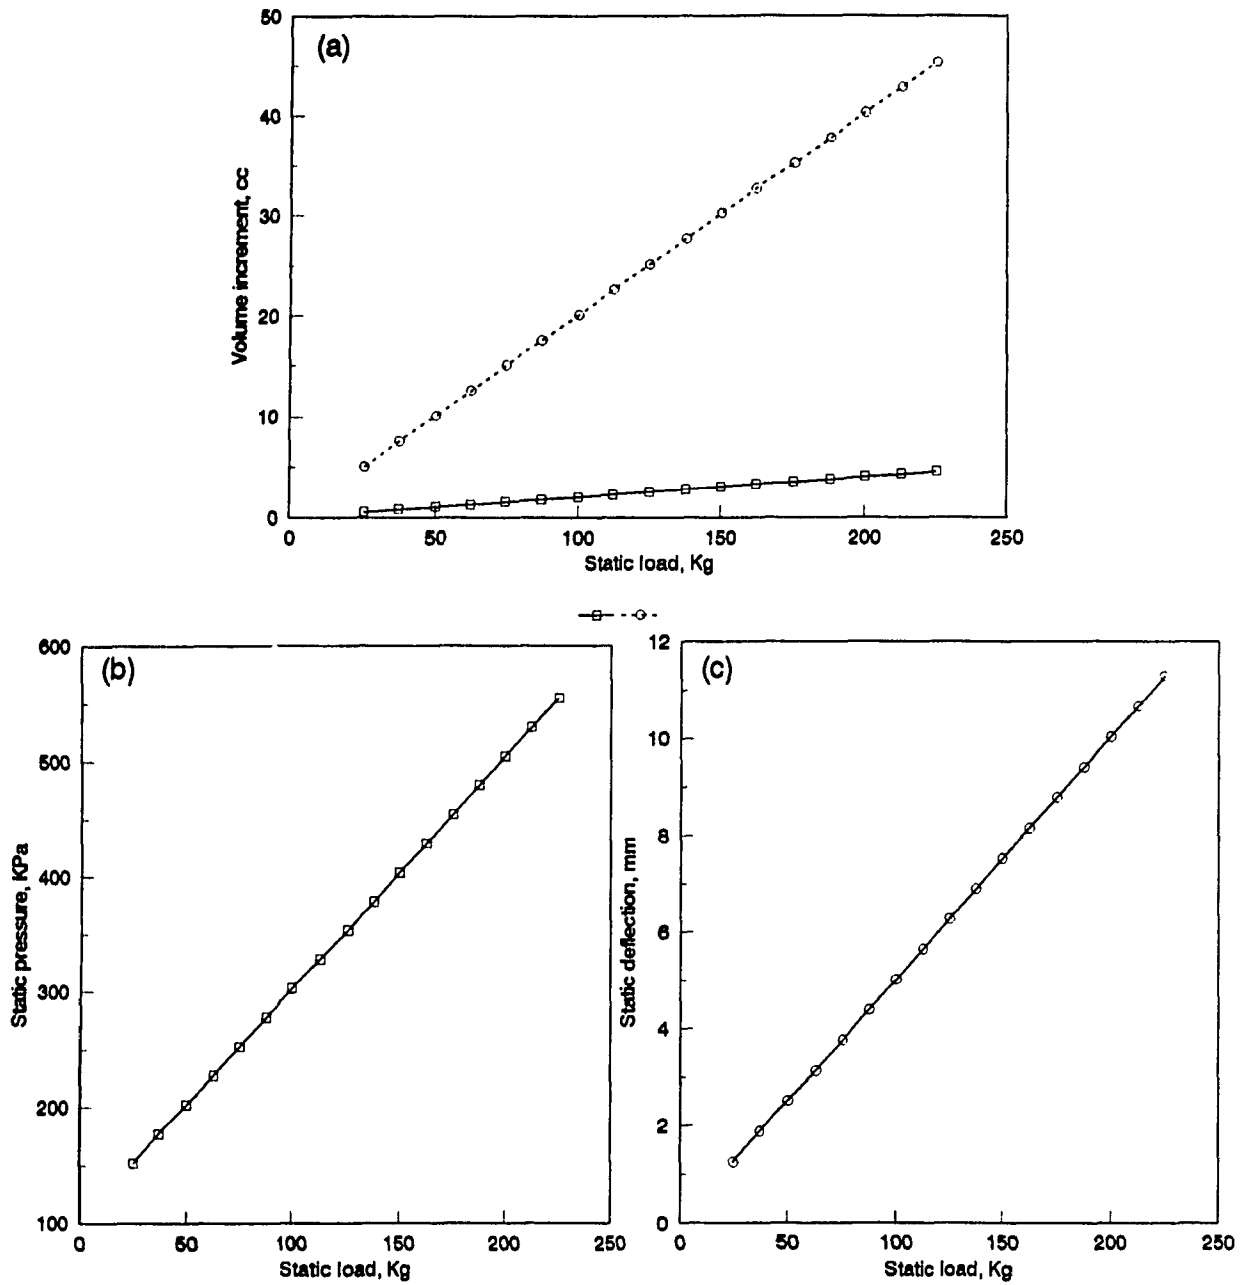 (a)
Volume increment, cc
50
40
30
20
10
0
0 50 100 150 200 250
Static load, Kg
(b)
Static pressure, KPa
600
500
400
300
200
100
0 50 100 150 200 250
Static load, Kg
(c)
Static deflection, mm
12
10
8
6
4
2
0
0 50 100 150 200 250
Static load, Kg